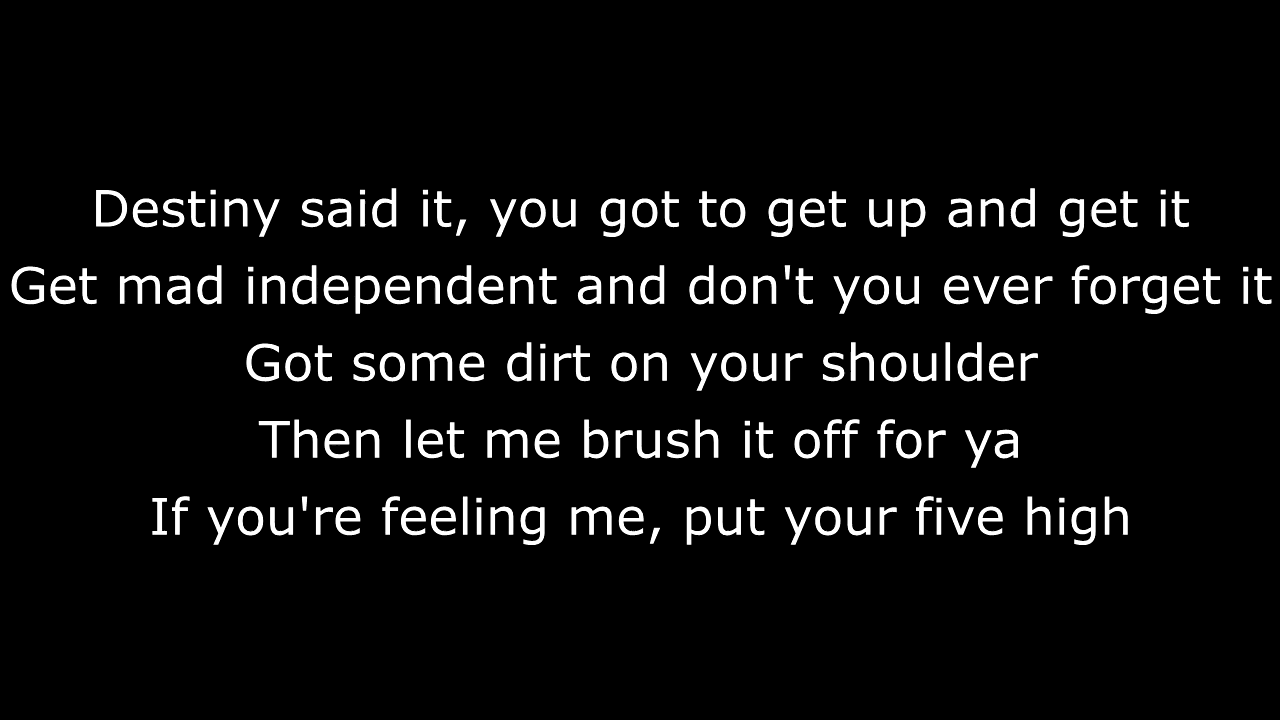 Destiny said it, you got to get up and get it
Get mad independent and don't you ever forget it
Got some dirt on your shoulder
Then let me brush it off for ya
If you're feeling me, put your five high